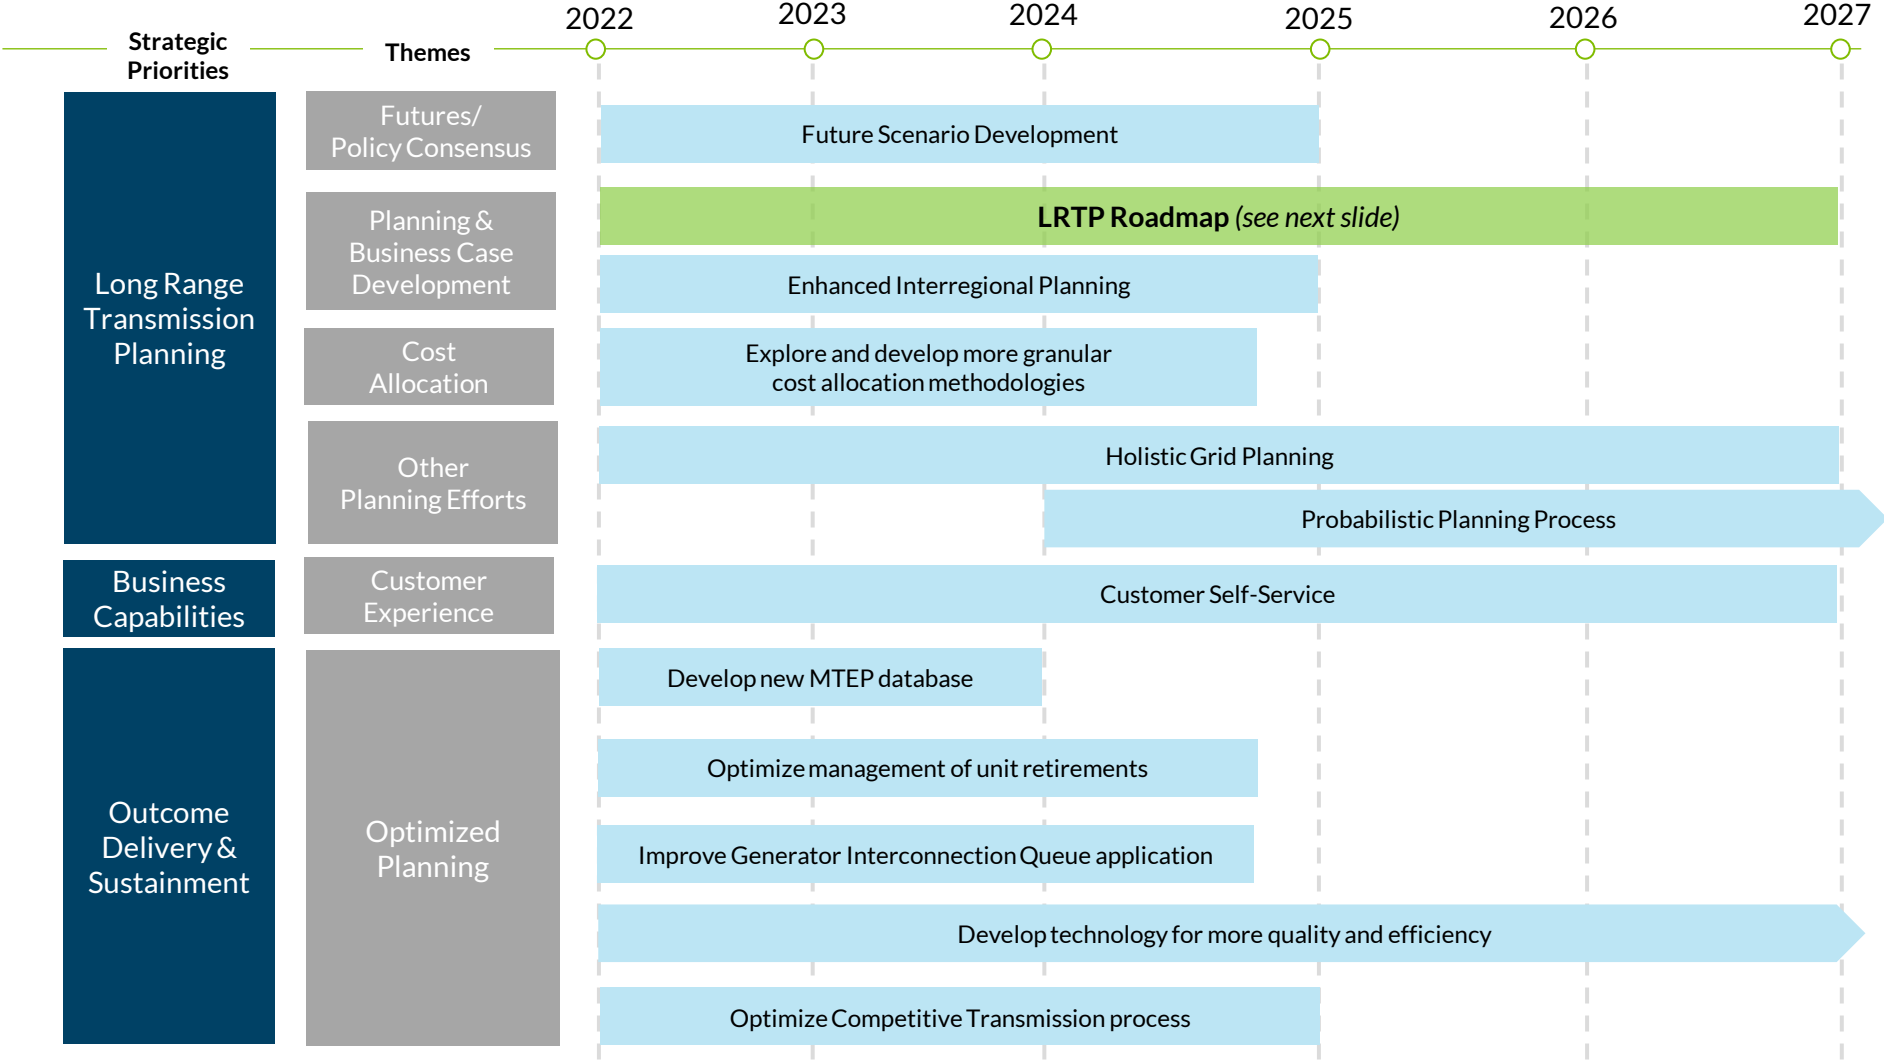 2022
2023
2024
2025
2026
2027
Strategic
Priorities
Themes
Long Range
Transmission
Planning
Futures/
Policy Consensus
Future Scenario Development
Planning &
Business Case
Development
LRTP Roadmap (see next slide)
Enhanced Interregional Planning
Cost
Allocation
Explore and develop more granular
cost allocation methodologies
Other
Planning Efforts
Holistic Grid Planning
Probabilistic Planning Process
Business
Capabilities
Customer
Experience
Customer Self-Service
Outcome
Delivery &
Sustainment
Optimized
Planning
Develop new MTEP database
Optimize management of unit retirements
Improve Generator Interconnection Queue application
Develop technology for more quality and efficiency
Optimize Competitive Transmission process